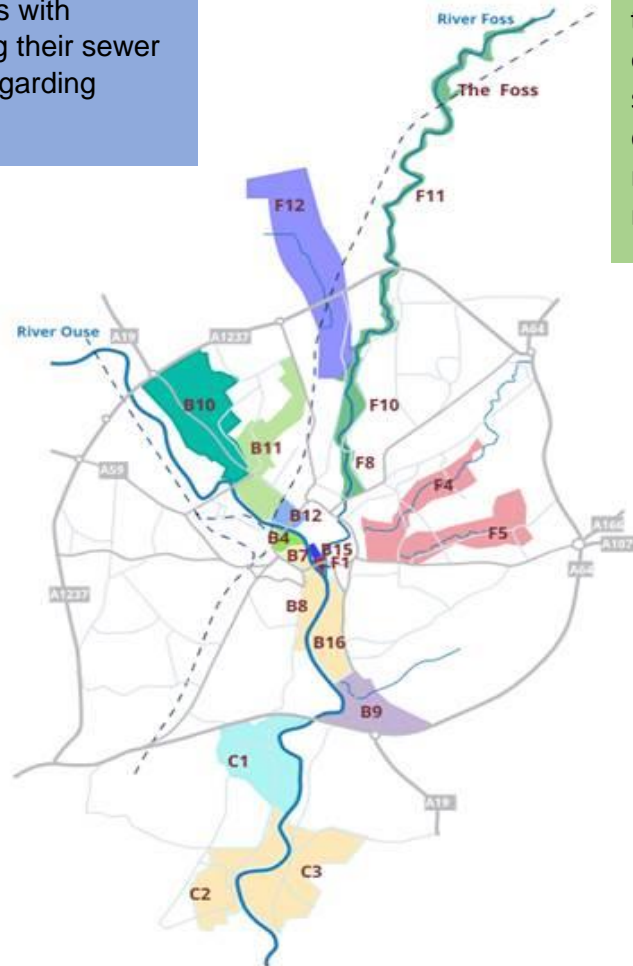 s with
g their sewer
garding
River Foss
The Foss
F11
F12
River Ouse
A19
A1237
A64
B10
F10
B11
F8
A59
F4
B12
F5
A166
B4
B15
B7
F1
A64
A1237
B8
B16
B9
C1
A19
C3
C2